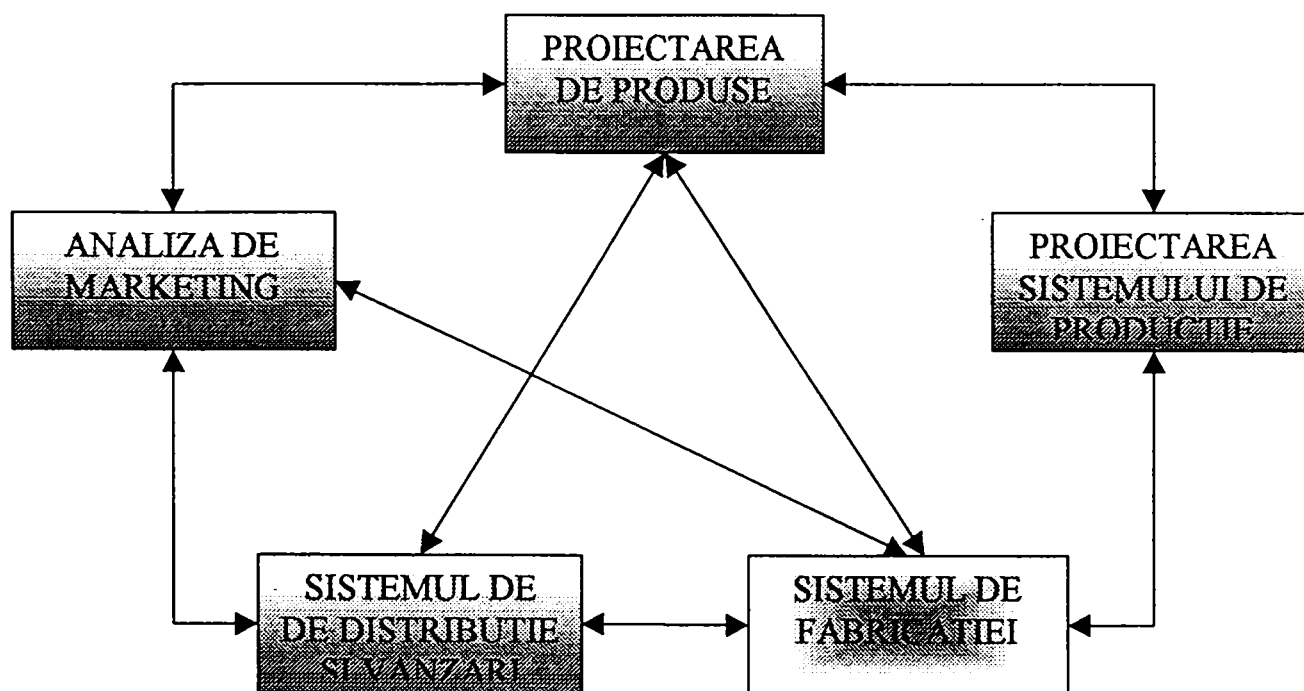 PROIECTAREA
DE PRODUSE
ANALIZA DE
MARKETING
PROIECTAREA
SISTEMULUI DE
PRODUCTIE
SISTEMUL DE
DE DISTRIBUTIE
SI VANZARI
SISTEMUL DE
FABRICATIEI